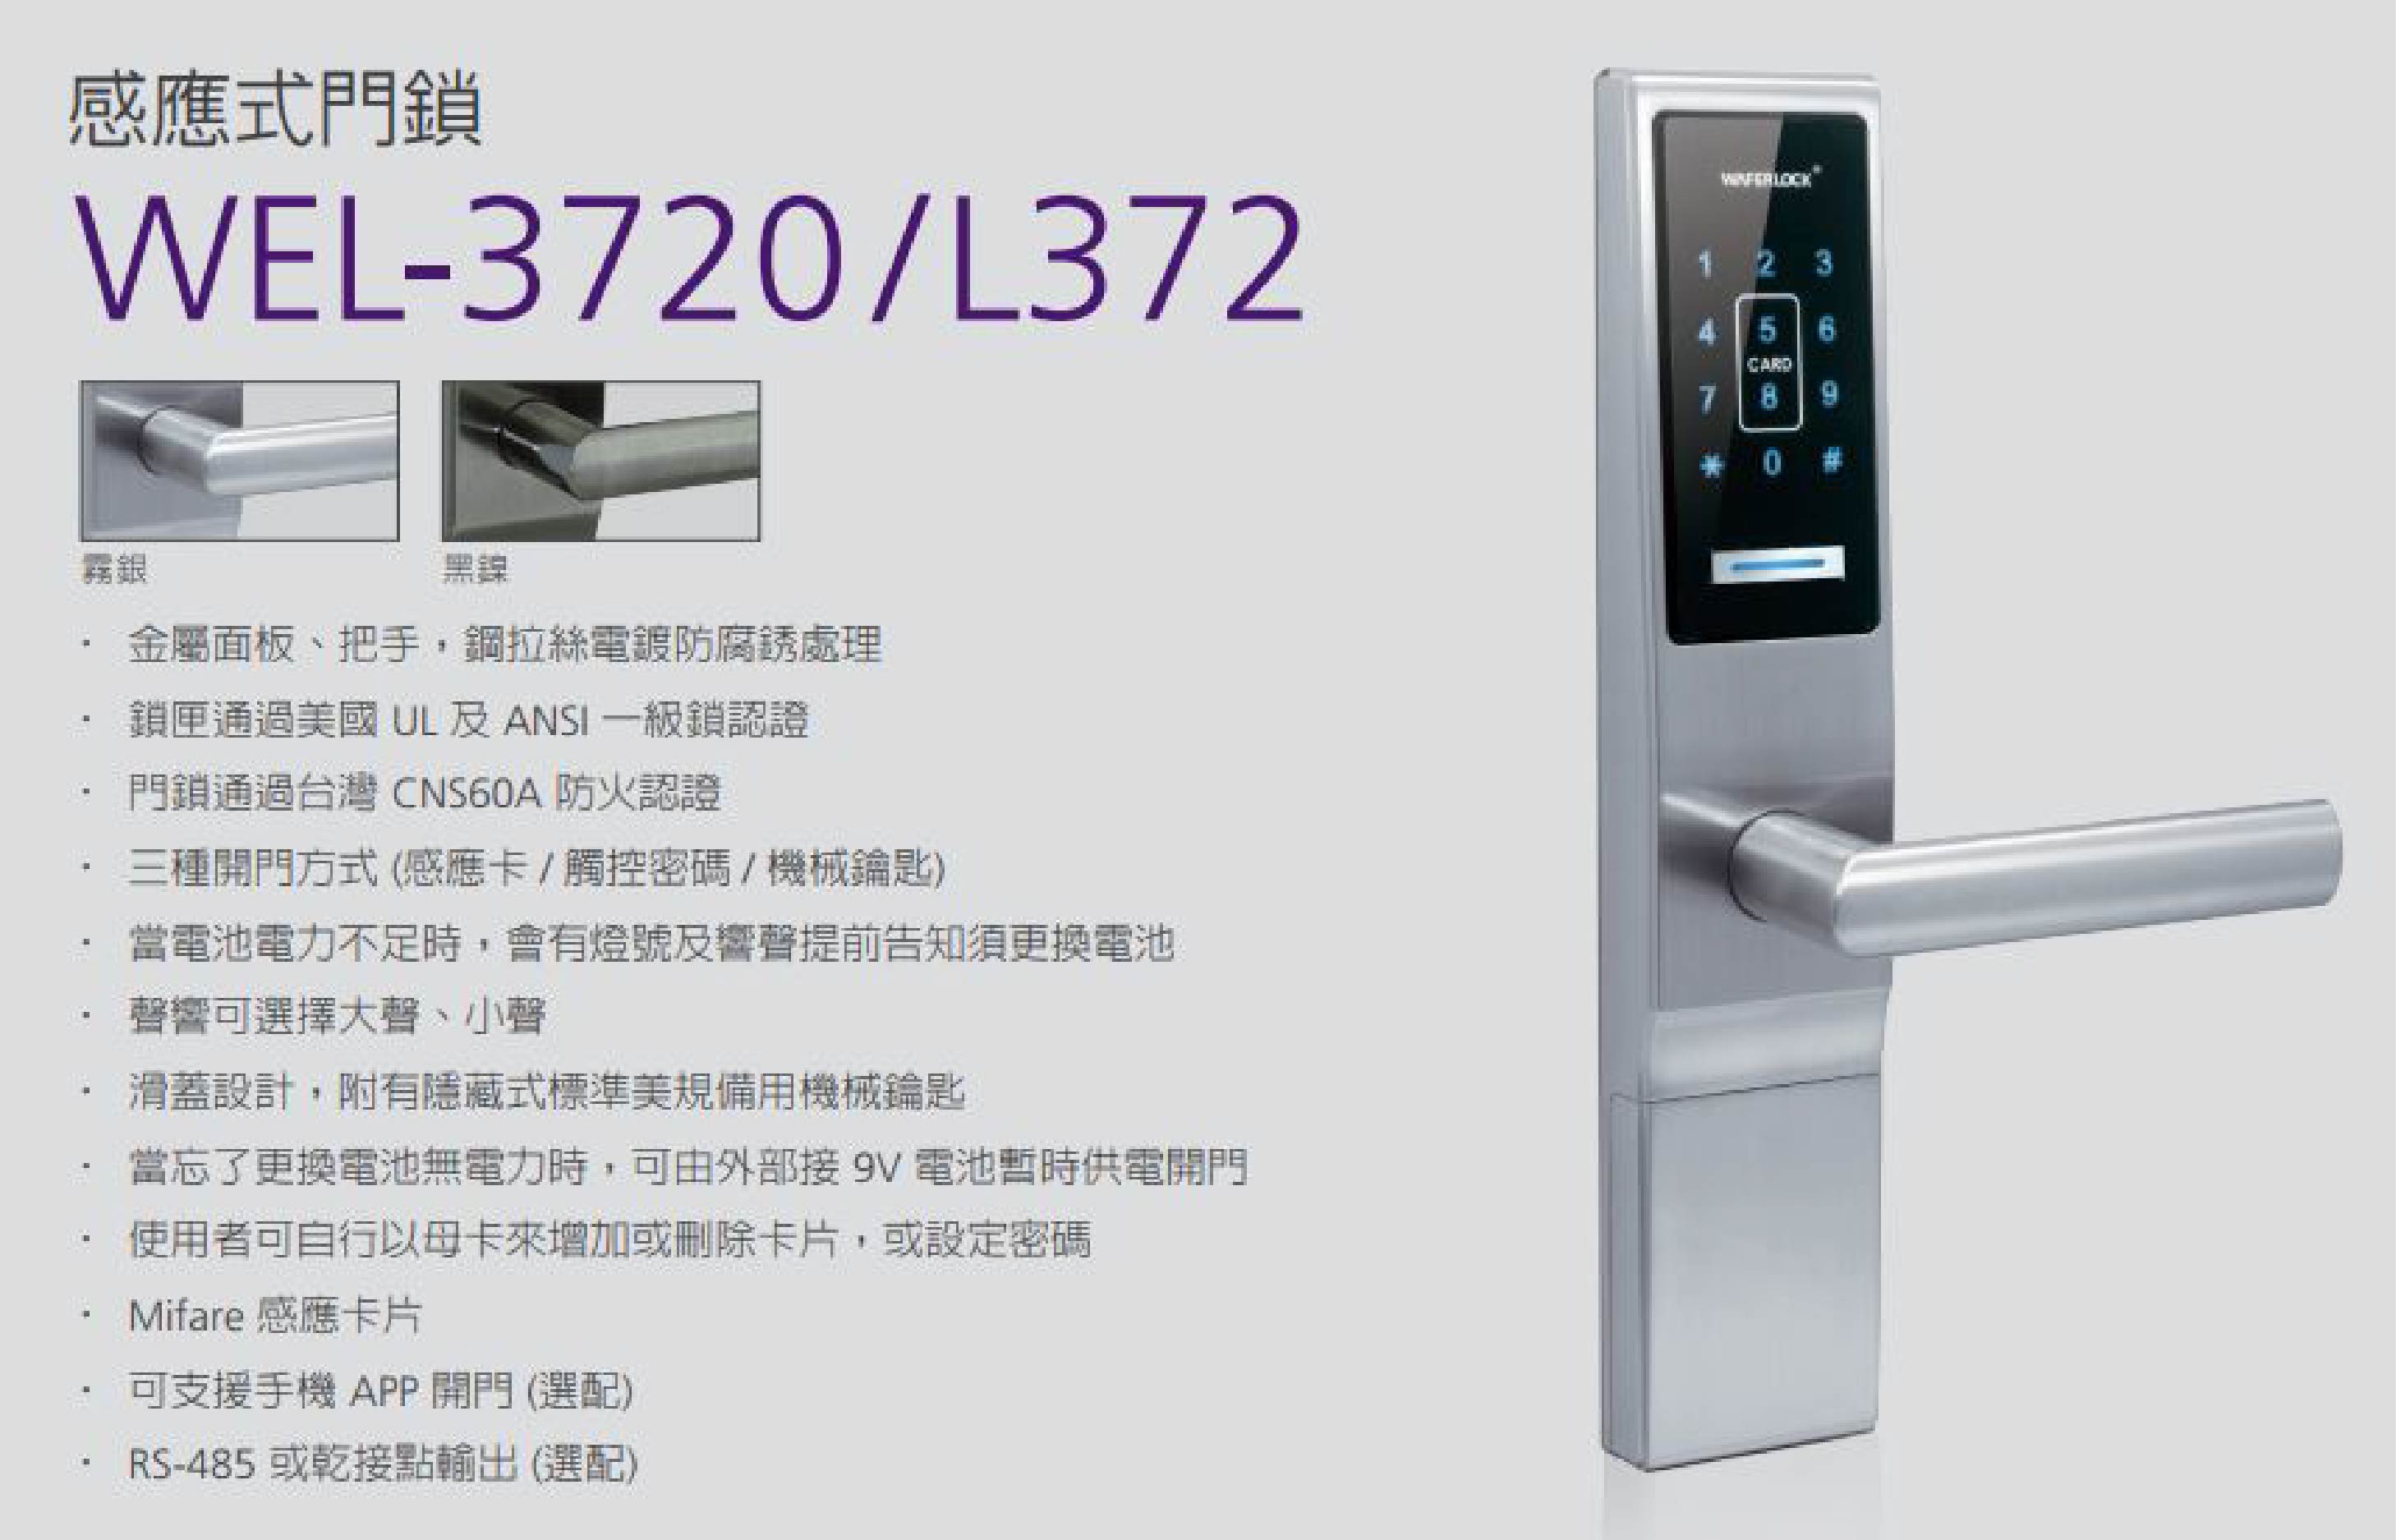 感應式門鎖
WEL-3720/L372
霧銀
黑鎳
· 金屬面板、把手，鋼拉絲電鍍防腐銹處理
· 鎖匣通過美國 UL 及 ANSI 一級鎖認證
· 門鎖通過台灣 CNS60A 防火認證
· 三種開門方式 (感應卡 / 觸控密碼 / 機械鑰匙)
· 當電池電力不足時，會有燈號及響聲提前告知須更換電池
· 聲響可選擇大聲、小聲
· 滑蓋設計，附有隱藏式標準美規備用機械鑰匙
· 當忘了更換電池無電力時，可由外部接 9V 電池暫時供電開門
· 使用者可自行以母卡來增加或刪除卡片，或設定密碼
· Mifare 感應卡片
· 可支援手機 APP 開門 (選配)
· RS-485 或乾接點輸出 (選配)
WAFERLOCK®
1 2 3
4 5 6
CARD
7 8 9
* 0 #